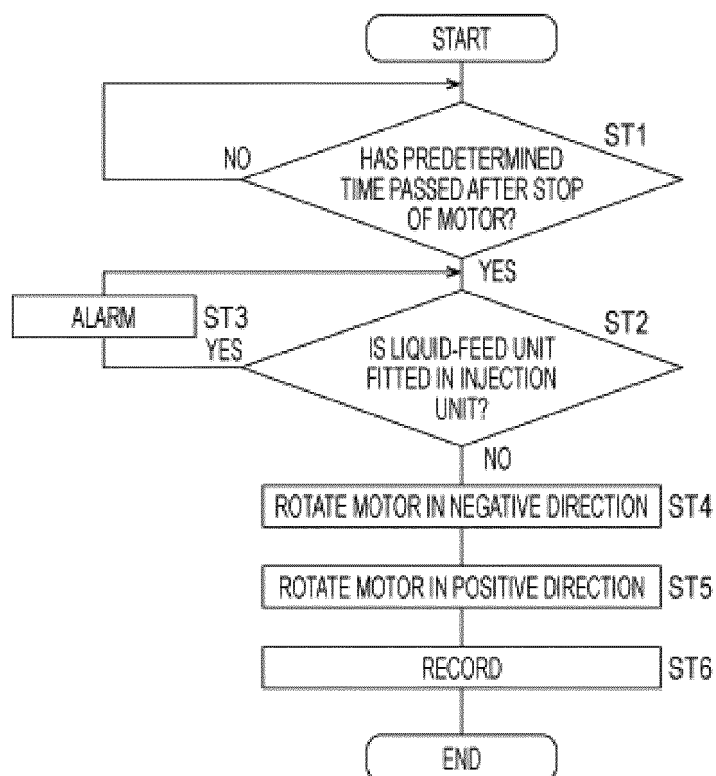 START
ST1
HAS PREDETERMINED
TIME PASSED AFTER STOP
OF MOTOR?
NO
YES
ALARM
ST3
YES
ST2
IS LIQUID-FEED UNIT
FITTED IN INJECTION
UNIT?
NO
ROTATE MOTOR IN NEGATIVE DIRECTION
ST4
ROTATE MOTOR IN POSITIVE DIRECTION
ST5
RECORD
ST6
END